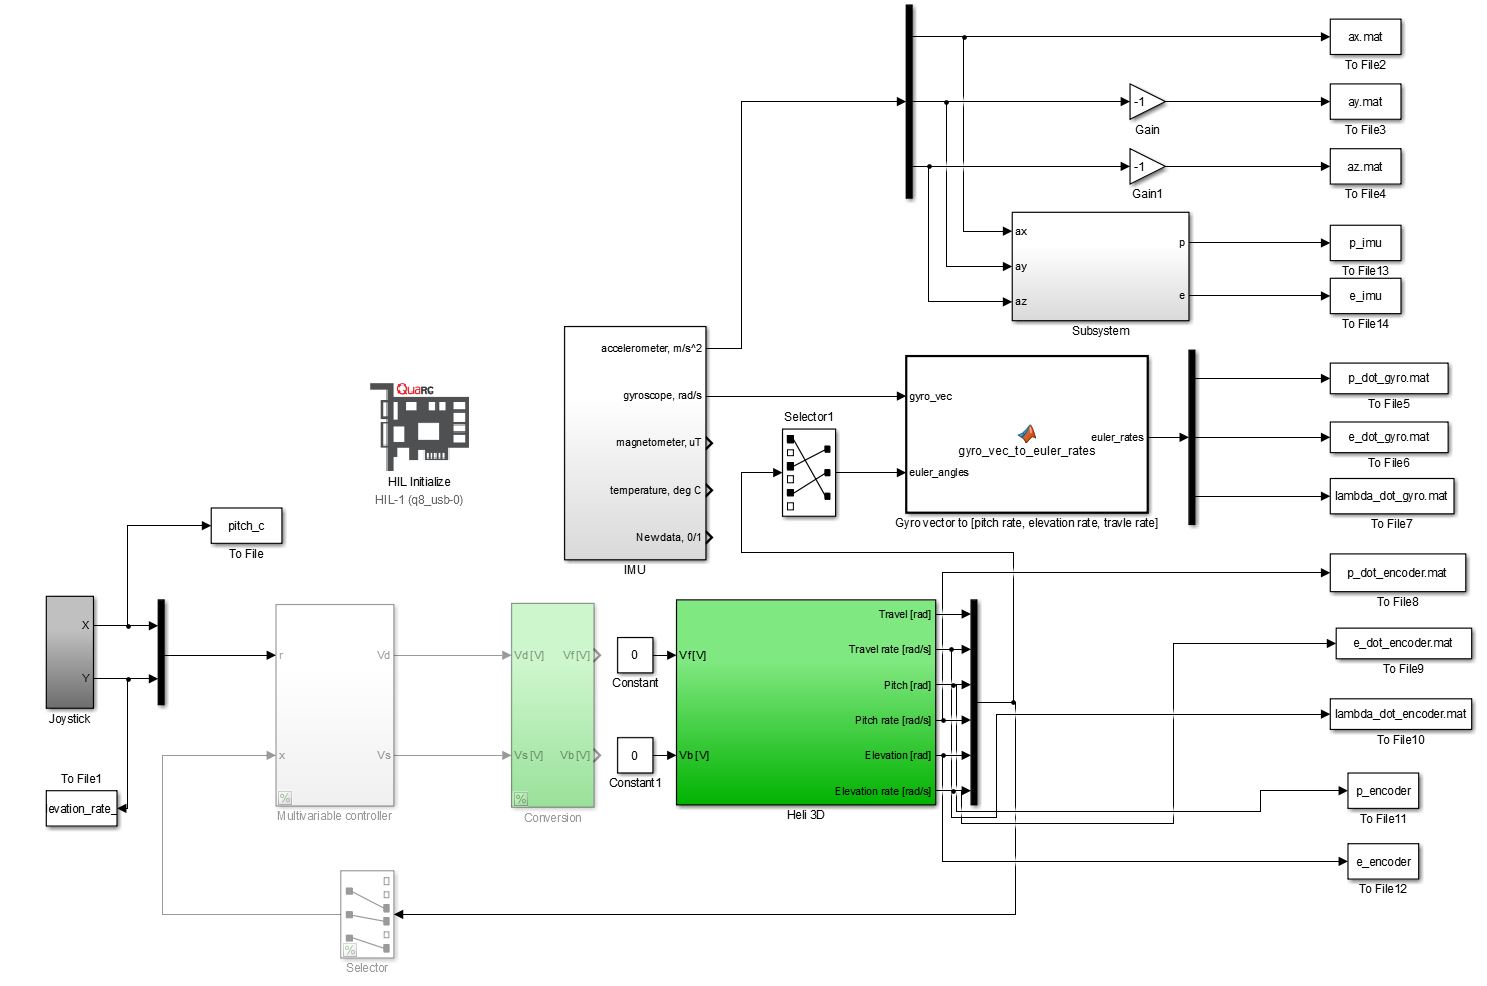 ax.mat
To File2
-1
Gain
ay.mat
To File3
-1
Gain1
az.mat
To File4
ax
ay
az
p
e
Subsystem
p_imu
To File13
e_imu
To File14
accelerometer, m/s^2
gyroscope, rad/s
magnetometer, uT
temperature, deg C
Newdata, 0/1
IMU
QUARC
HIL Initialize
HIL-1 (q8_usb-0)
Selector1
gyro_vec
euler_angles
gyro_vec_to_euler_rates
euler_rates
Gyro vector to [pitch rate, elevation rate, travle rate]
p_dot_gyro.mat
To File5
e_dot_gyro.mat
To File6
lambda_dot_gyro.mat
To File7
pitch_c
To File
X
Y
Joystick
To File1
evation_rate_
r
x
Vd
Vs
%
Multivariable controller
Vd [V]
Vs [V]
Vf [V]
Vb [V]
%
Conversion
0
Constant
0
Constant1
Vf[V]
Vb [V]
Travel [rad]
Travel rate [rad/s]
Pitch [rad]
Pitch rate [rad/s]
Elevation [rad]
Elevation rate [rad/s]
Heli 3D
p_dot_encoder.mat
To File8
e_dot_encoder.mat
To File9
lambda_dot_encoder.mat
To File10
p_encoder
To File11
e_encoder
To File12
%
Selector